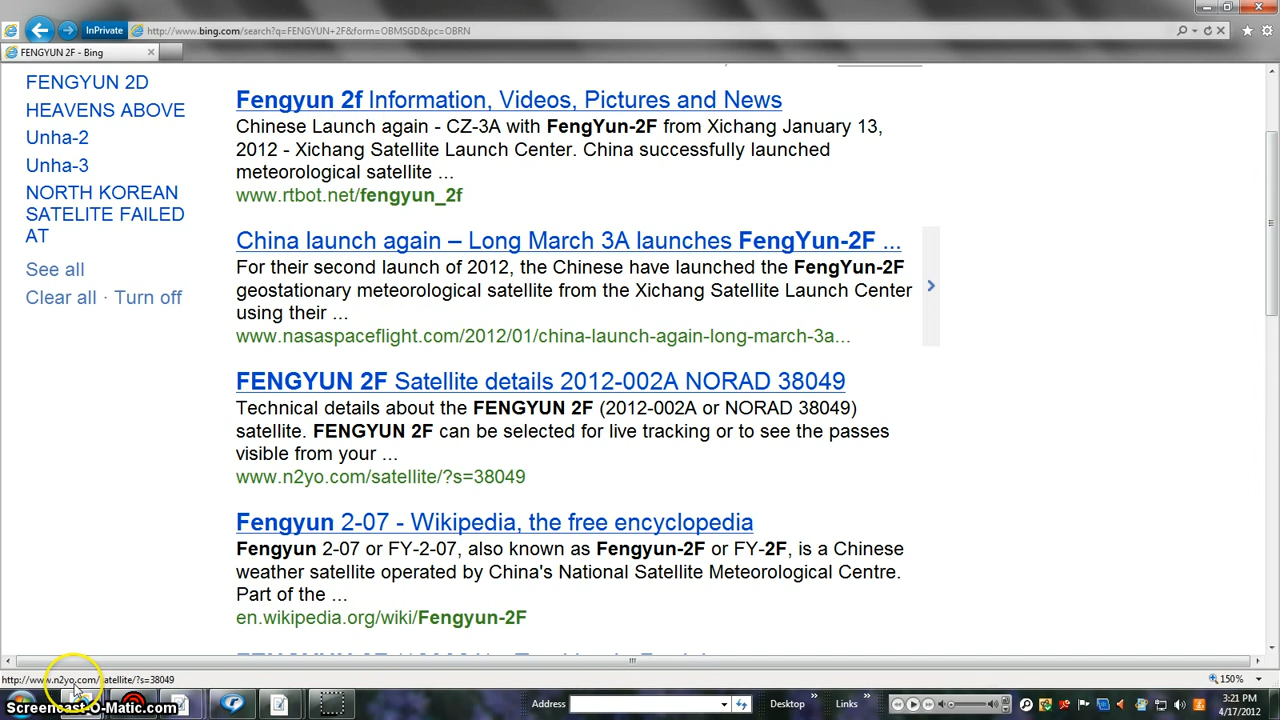 InPrivate
http://www.bing.com/search?q=FENGYUN+2F&form=OBMSGD&pc=OBRN
FENGYUN 2F - Bing
FENGYUN 2D
HEAVENS ABOVE
Unha-2
Unha-3
NORTH KOREAN
SATELITE FAILED
AT
See all
Clear all · Turn off
Fengyun 2f Information, Videos, Pictures and News
Chinese Launch again - CZ-3A with FengYun-2F from Xichang January 13,
2012 - Xichang Satellite Launch Center. China successfully launched
meteorological satellite ...
www.rtbot.net/fengyun_2f
China launch again – Long March 3A launches FengYun-2F ...
For their second launch of 2012, the Chinese have launched the FengYun-2F
geostationary meteorological satellite from the Xichang Satellite Launch Center
using their ...
www.nasaspaceflight.com/2012/01/china-launch-again-long-march-3a...
FENGYUN 2F Satellite details 2012-002A NORAD 38049
Technical details about the FENGYUN 2F (2012-002A or NORAD 38049)
satellite. FENGYUN 2F can be selected for live tracking or to see the passes
visible from your ...
www.n2yo.com/satellite/?s=38049
Fengyun 2-07 - Wikipedia, the free encyclopedia
Fengyun 2-07 or FY-2-07, also known as Fengyun-2F or FY-2F, is a Chinese
weather satellite operated by China's National Satellite Meteorological Centre.
Part of the ...
en.wikipedia.org/wiki/Fengyun-2F
http://www.n2yo.com/satellite/?s=38049
150%
Screencast-O-Matic.com
Address
Desktop
Links
3:21 PM
4/17/2012